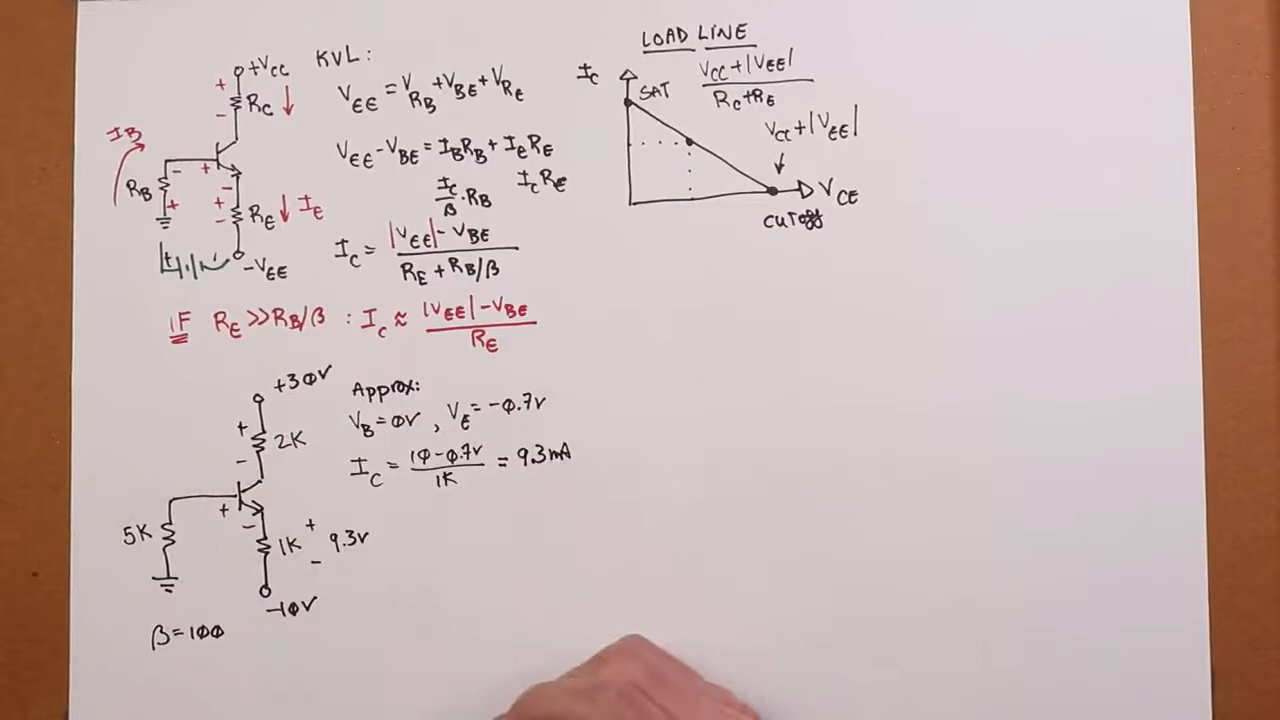 +VCC
RC
IB
RB
RE
IE
-VEE
KVL:
VEE = VRB + VBE + VRE
VEE - VBE = IBRB + IERE
IC/β · RB ICRE
IC = |VEE| - VBE / RE + RB/β
IF RE >> RB/β : IC ≈ |VEE| - VBE / RE
LOAD LINE
IC
SAT
VCC + |VEE| / RC + RE
VCC + |VEE|
VCE
CUTOFF
+30V
2K
5K
1K
9.3V
-10V
β = 100
Approx:
VB = 0V , VE = -0.7V
IC = 10 - 0.7V / 1K = 9.3mA